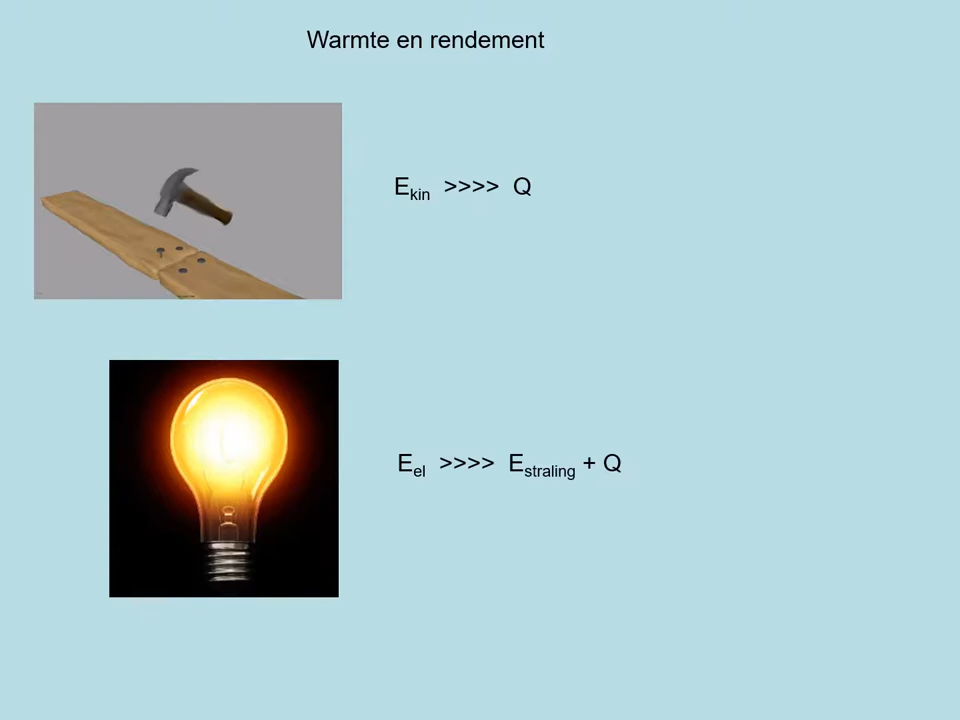 Warmte en rendement
Ekin >>>> Q
Eel >>>> Estraling + Q